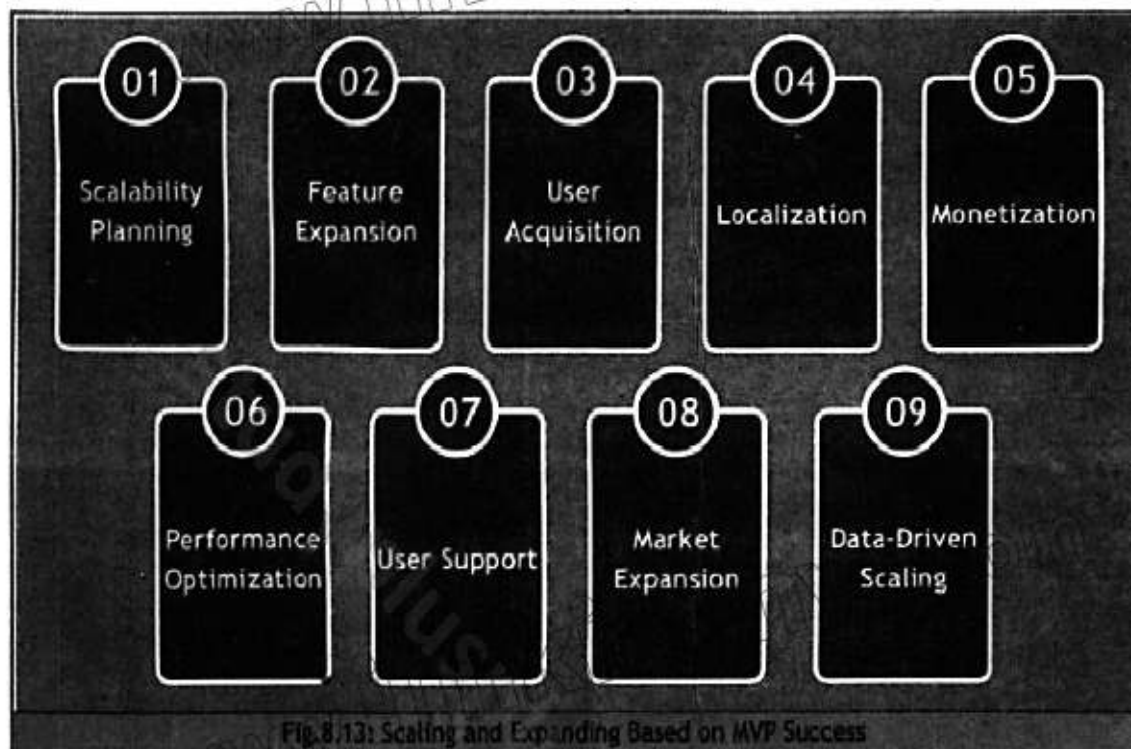 01
02
03
04
05
Scalability
Planning
Feature
Expansion
User
Acquisition
Localization
Monetization
06
07
08
09
Performance
Optimization
User Support
Market
Expansion
Data-Driven
Scaling
Fig.8.13: Scaling and Expanding Based on MVP Success